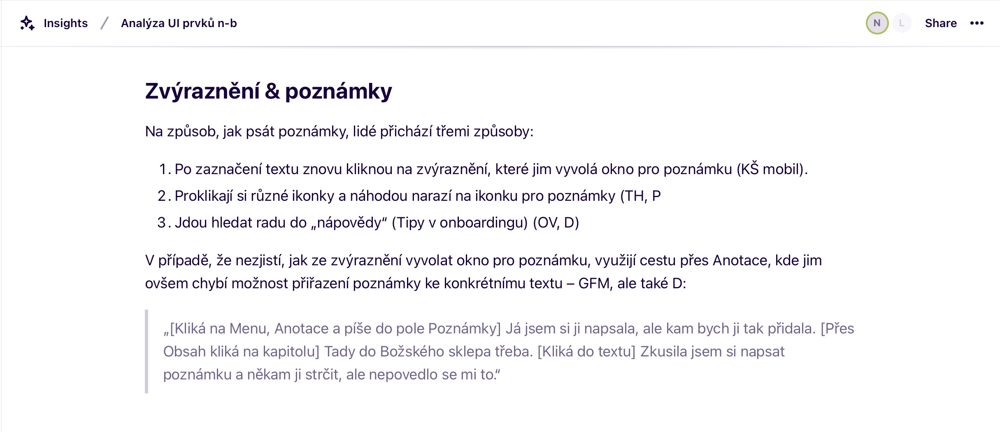 Insights / Analýza UI prvků n-b
N L Share
Zvýraznění & poznámky
Na způsob, jak psát poznámky, lidé přichází třemi způsoby:
1. Po zaznačení textu znovu kliknou na zvýraznění, které jim vyvolá okno pro poznámku (KŠ mobil).
2. Proklikají si různé ikonky a náhodou narazí na ikonku pro poznámky (TH, P
3. Jdou hledat radu do „nápovědy“ (Tipy v onboardingu) (OV, D)
V případě, že nezjistí, jak ze zvýraznění vyvolat okno pro poznámku, využijí cestu přes Anotace, kde jim
ovšem chybí možnost přiřazení poznámky ke konkrétnímu textu – GFM, ale také D:
„[Kliká na Menu, Anotace a píše do pole Poznámky] Já jsem si ji napsala, ale kam bych ji tak přidala. [Přes
Obsah kliká na kapitolu] Tady do Božského sklepa třeba. [Kliká do textu] Zkusila jsem si napsat
poznámku a někam ji strčit, ale nepovedlo se mi to.“